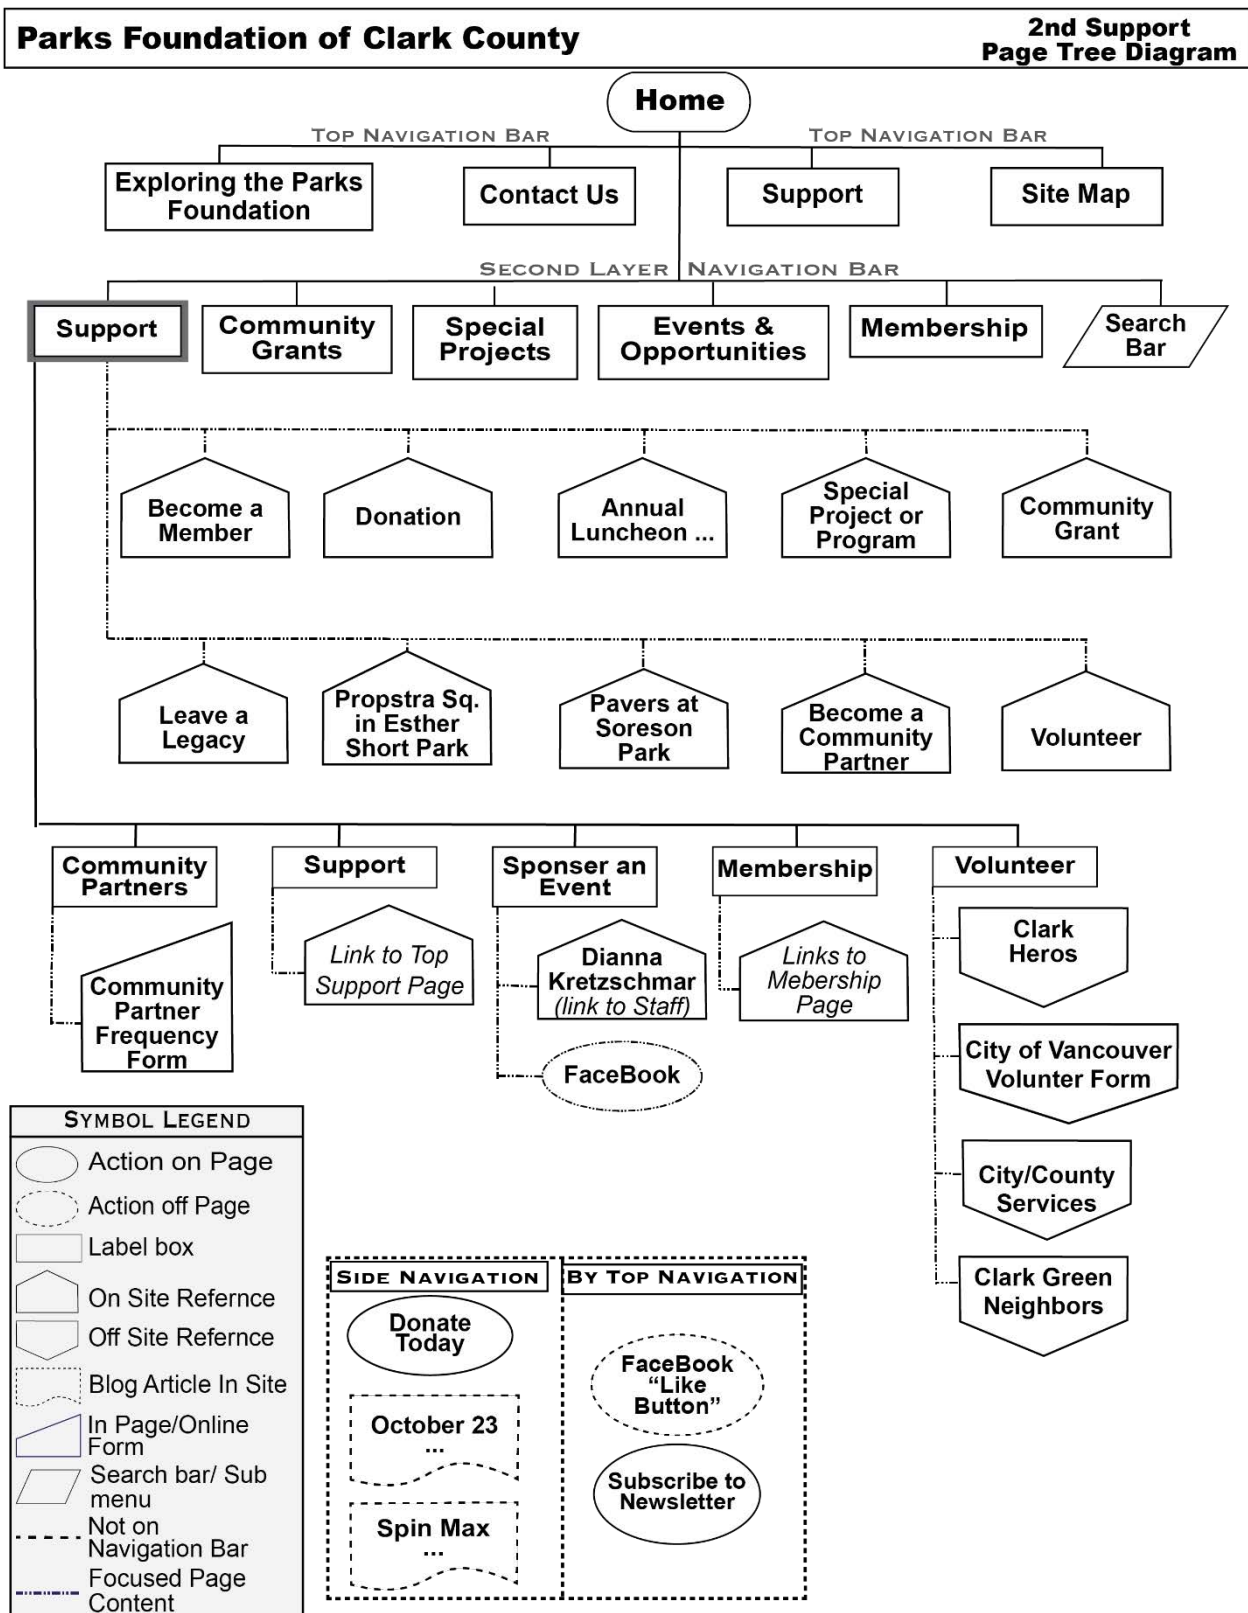 Parks Foundation of Clark County
2nd Support
Page Tree Diagram
Home
TOP NAVIGATION BAR
TOP NAVIGATION BAR
Exploring the Parks
Foundation
Contact Us
Support
Site Map
SECOND LAYER NAVIGATION BAR
Support
Community
Grants
Special
Projects
Events &
Opportunities
Membership
Search
Bar
Become a
Member
Donation
Annual
Luncheon ...
Special
Project or
Program
Community
Grant
Leave a
Legacy
Propstra Sq.
in Esther
Short Park
Pavers at
Soreson
Park
Become a
Community
Partner
Volunteer
Community
Partners
Support
Sponser an
Event
Membership
Volunteer
Community
Partner
Frequency
Form
Link to Top
Support Page
Dianna
Kretzschmar
(link to Staff)
FaceBook
Links to
Mebership
Page
Clark
Heros
City of Vancouver
Volunter Form
City/County
Services
Clark Green
Neighbors
SYMBOL LEGEND
Action on Page
Action off Page
Label box
On Site Refernce
Off Site Refernce
Blog Article In Site
In Page/Online
Form
Search bar/ Sub
menu
Not on
Navigation Bar
Focused Page
Content
SIDE NAVIGATION
Donate
Today
October 23
...
Spin Max
...
BY TOP NAVIGATION
FaceBook
“Like
Button”
Subscribe to
Newsletter